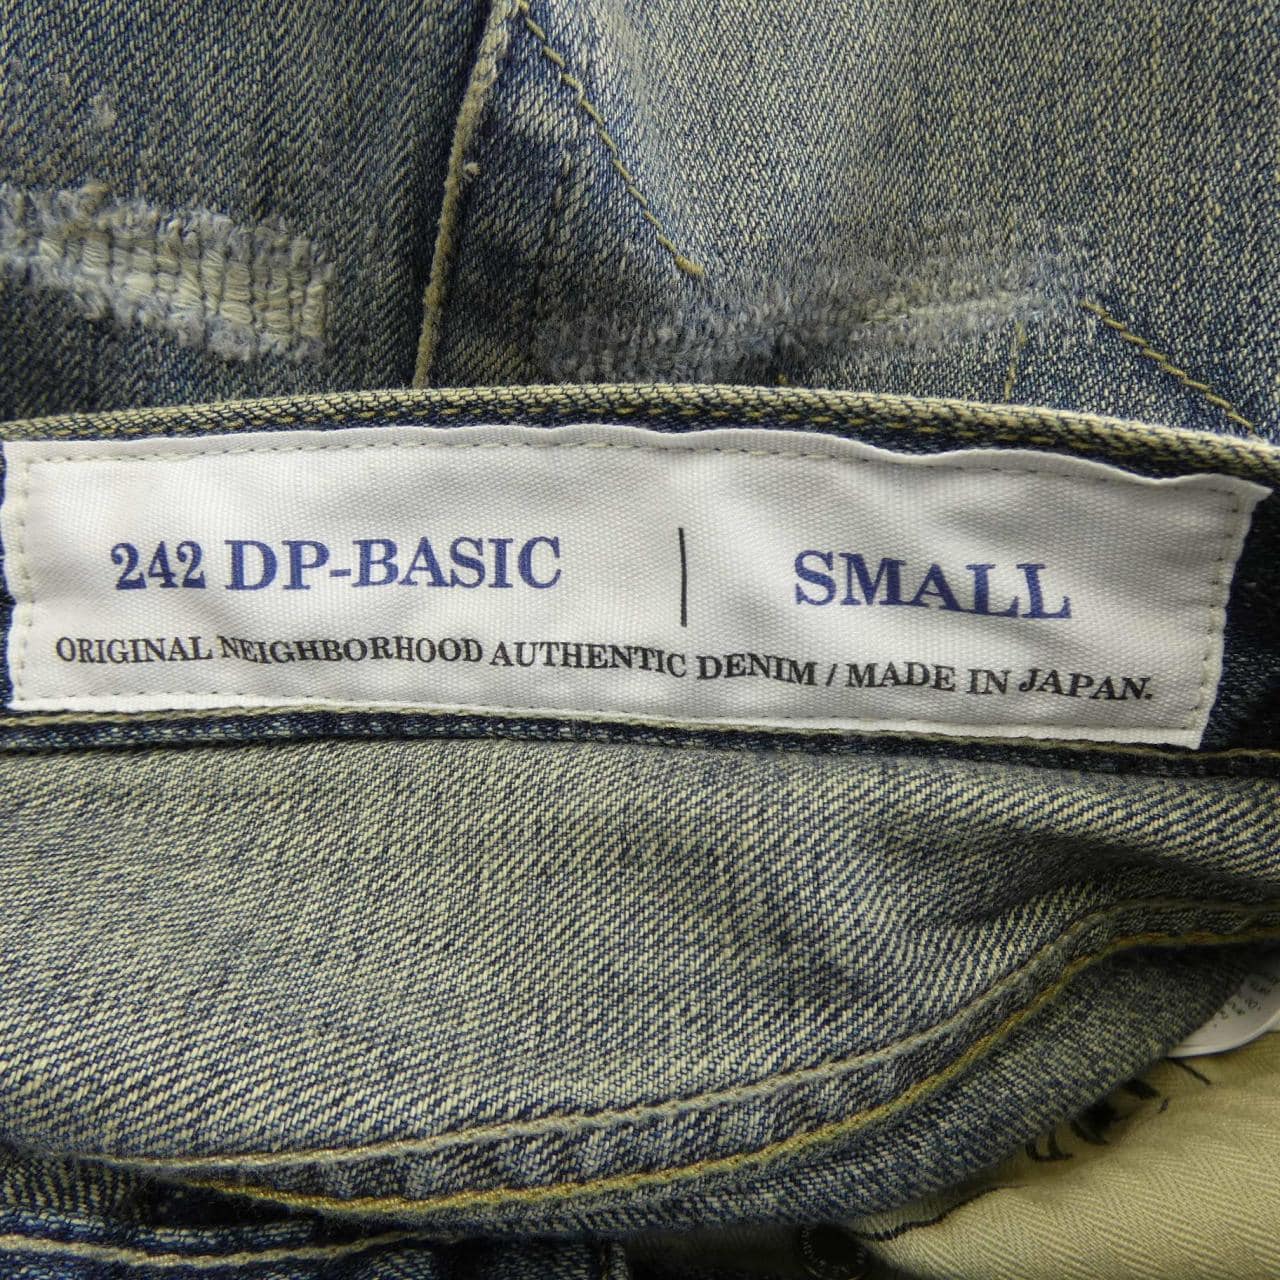 242 DP-BASIC | SMALL
ORIGINAL NEIGHBORHOOD AUTHENTIC DENIM / MADE IN JAPAN.